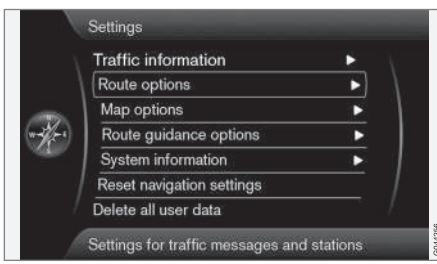 Settings
Traffic information
Route options
Map options
Route guidance options
System information
Reset navigation settings
Delete all user data
Settings for traffic messages and stations